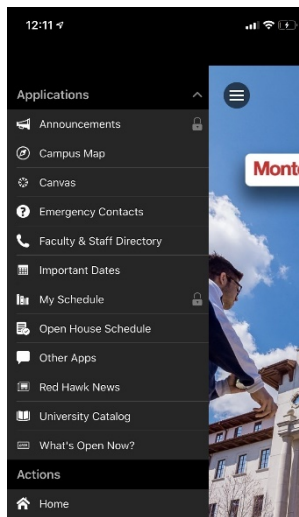 12:11
Applications
Announcements
Campus Map
Canvas
Emergency Contacts
Faculty & Staff Directory
Important Dates
My Schedule
Open House Schedule
Other Apps
Red Hawk News
University Catalog
What's Open Now?
Actions
Home